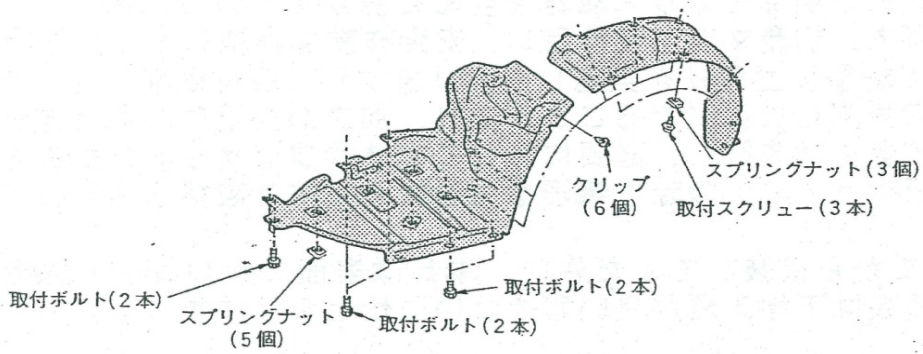 スプリングナット(3個)
クリップ
(6個)
取付スクリュー(3本)
取付ボルト(2本)
取付ボルト(2本)
スプリングナット
(5個)
取付ボルト(2本)